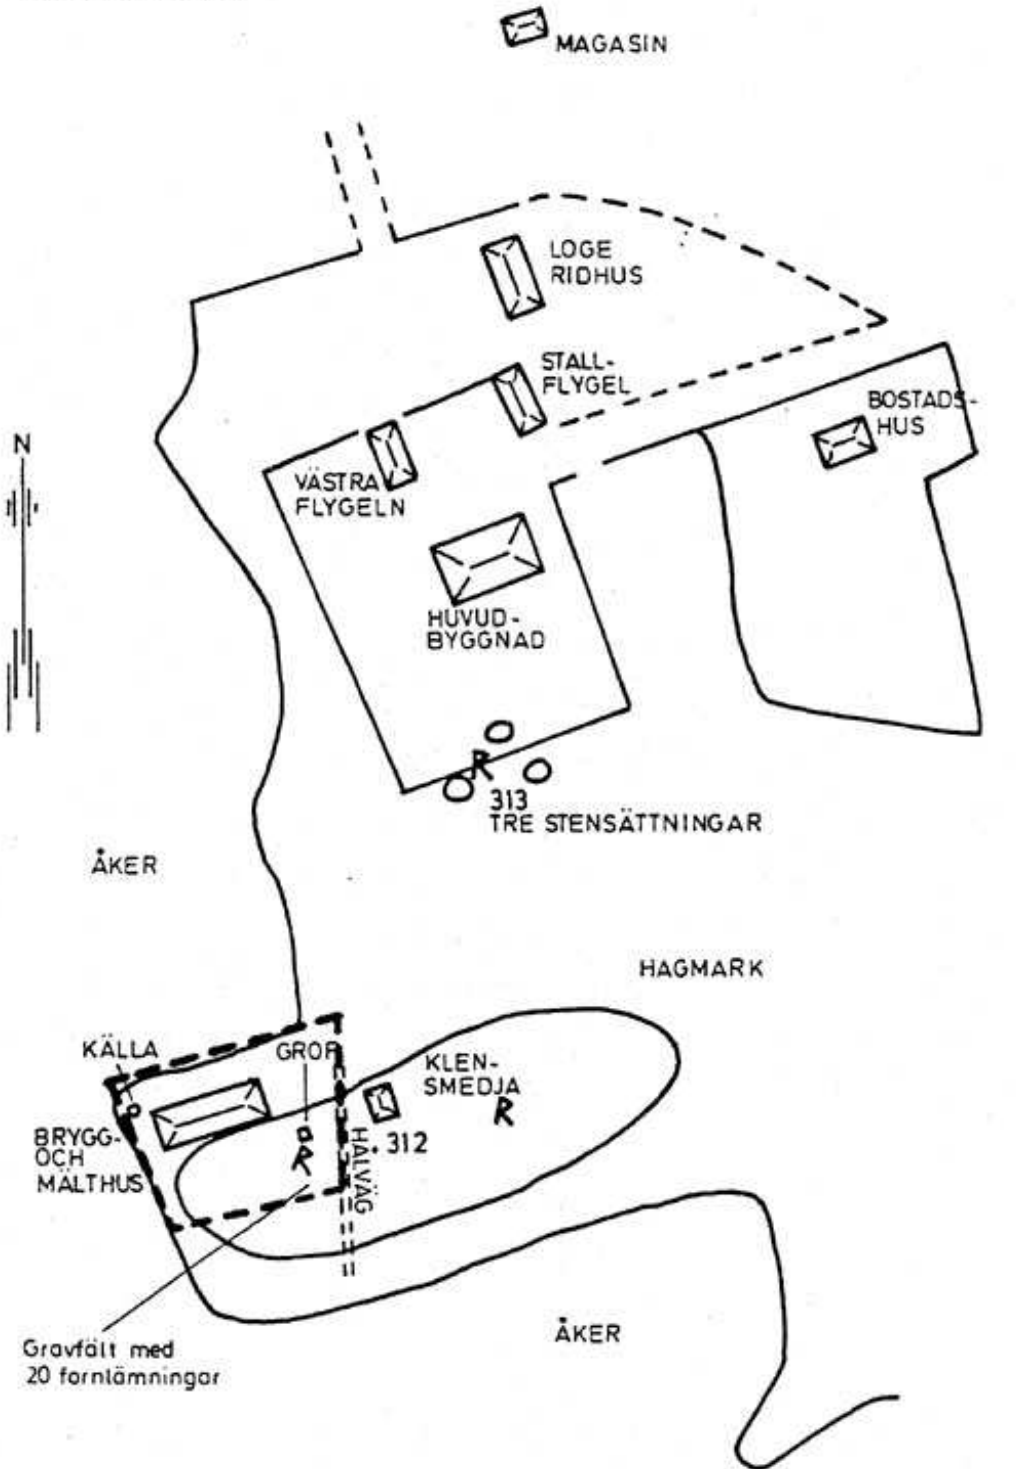 MAGASIN
LOGE
RIDHUS
STALL-
FLYGEL
BOSTADS-
HUS
N
VÄSTRA
FLYGELN
HUVUD-
BYGGNAD
R
313
TRE STENSÄTTNINGAR
ÅKER
HAGMARK
KÄLLA
GROP
KLEN-
SMEDJA
R
BRYGG-
OCH
MÄLTHUS
R
312
HÅLVÄG
ÅKER
Gravfält med
20 fornlämningar